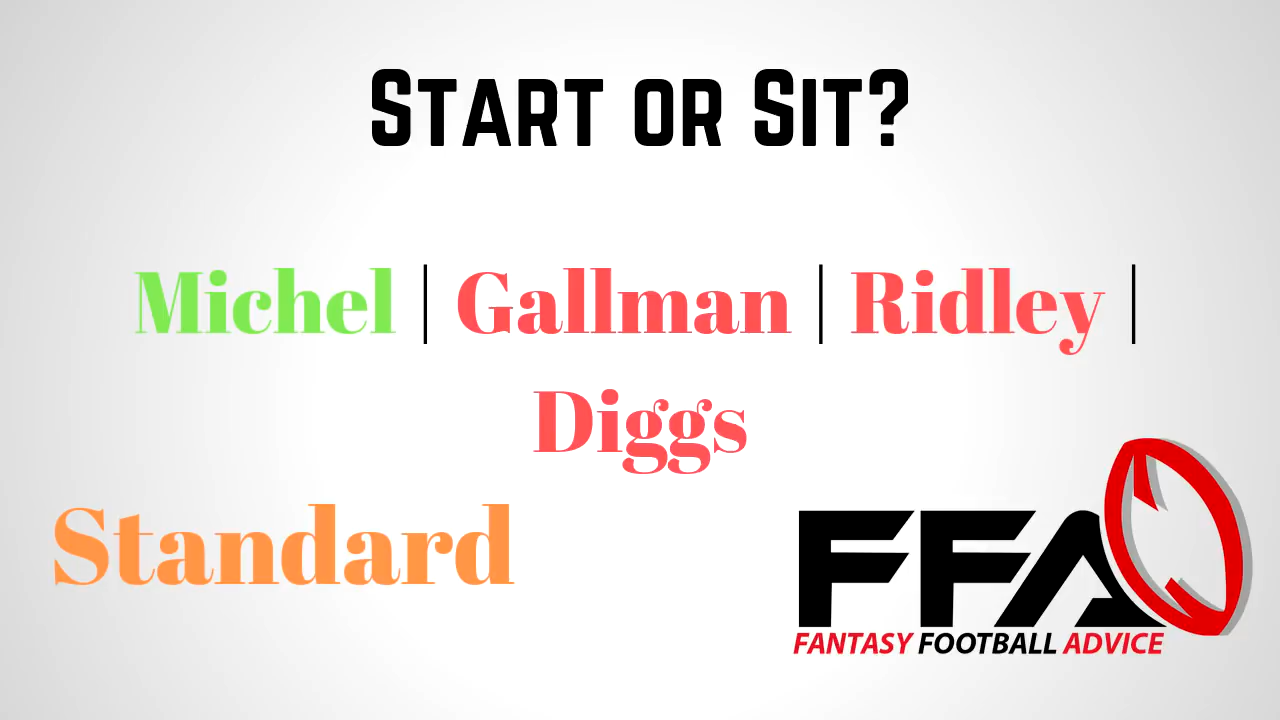 Start or Sit?
Michel | Gallman | Ridley |
Diggs
Standard
FFA
FANTASY FOOTBALL ADVICE